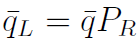 q̄_L = q̄P_R